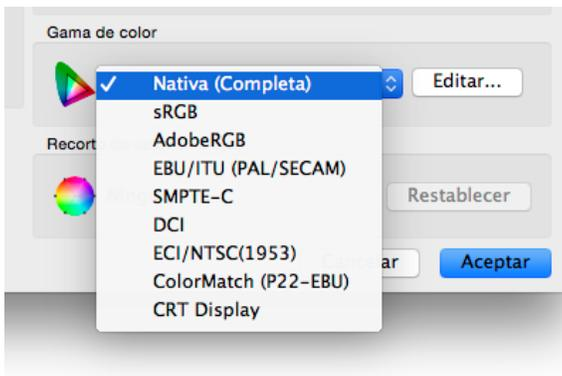 Gama de color
✓ Nativa (Completa)
Editar...
sRGB
AdobeRGB
Recorte
EBU/ITU (PAL/SECAM)
SMPTE-C
Restablecer
DCI
ECI/NTSC(1953)
Aceptar
ColorMatch (P22-EBU)
CRT Display